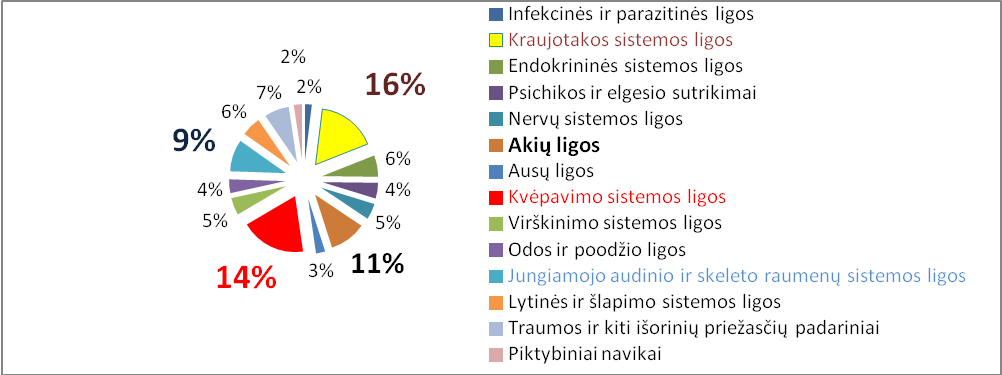 2%
2%
16%
6%
4%
5%
11%
3%
14%
5%
4%
9%
6%
7%
Infekcinės ir parazitinės ligos
Kraujotakos sistemos ligos
Endokrininės sistemos ligos
Psichikos ir elgesio sutrikimai
Nervų sistemos ligos
Akių ligos
Ausų ligos
Kvėpavimo sistemos ligos
Virškinimo sistemos ligos
Odos ir poodžio ligos
Jungiamojo audinio ir skeleto raumenų sistemos ligos
Lytinės ir šlapimo sistemos ligos
Traumos ir kiti išorinių priežasčių padariniai
Piktybiniai navikai